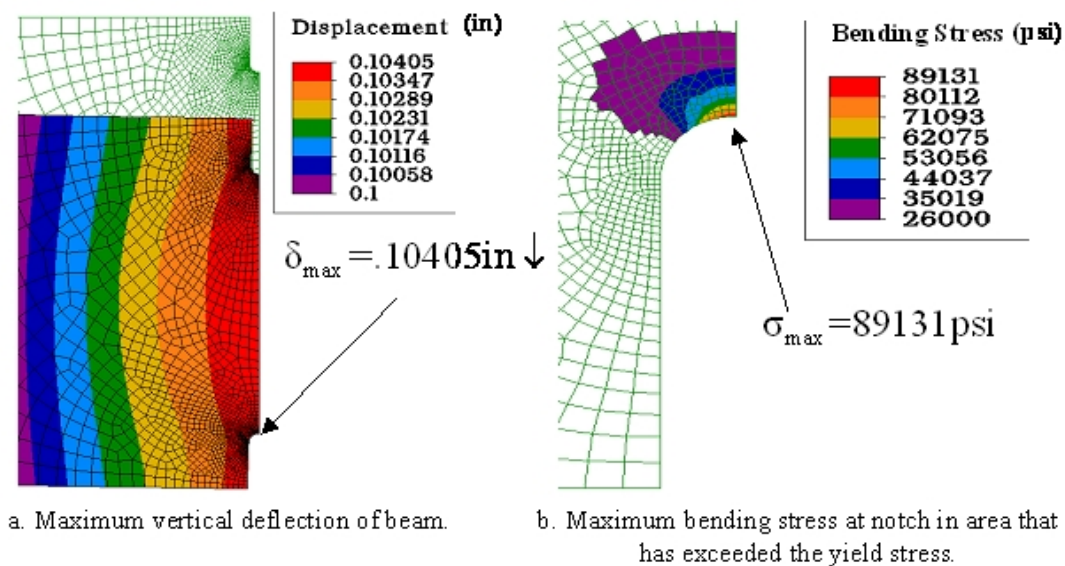 Displacement (in)
0.10405
0.10347
0.10289
0.10231
0.10174
0.10116
0.10058
0.1
δmax =.10405in ↓
Bending Stress (psi)
89131
80112
71093
62075
53056
44037
35019
26000
σmax =89131psi
a. Maximum vertical deflection of beam.
b. Maximum bending stress at notch in area that
has exceeded the yield stress.